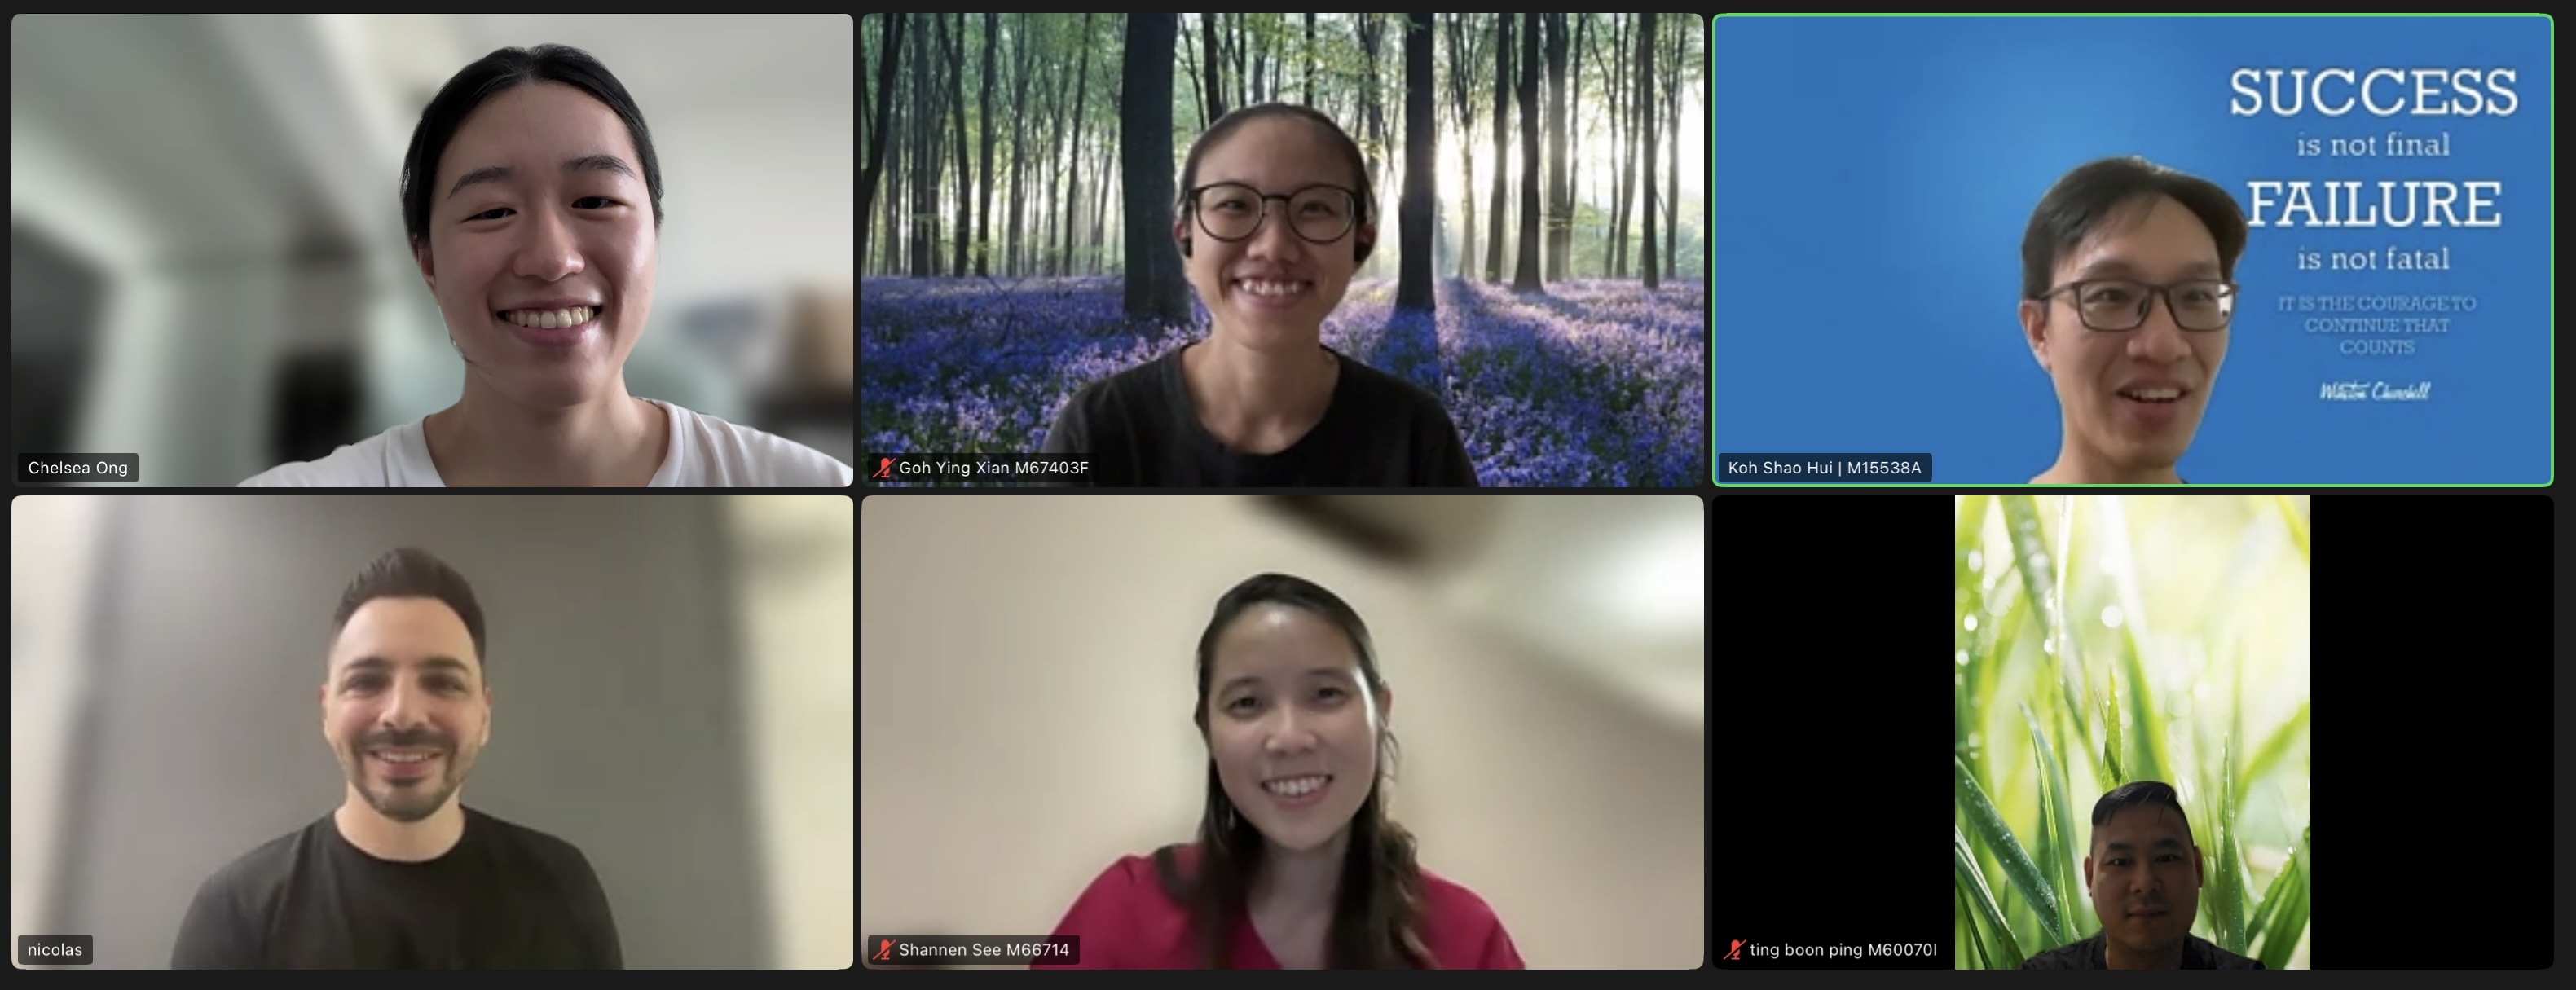 SUCCESS
is not final
FAILURE
is not fatal
IT IS THE COURAGE TO
CONTINUE THAT
COUNTS
Winston Churchill
Chelsea Ong
Goh Ying Xian M67403F
Koh Shao Hui | M15538A
nicolas
Shannen See M66714
ting boon ping M60070I